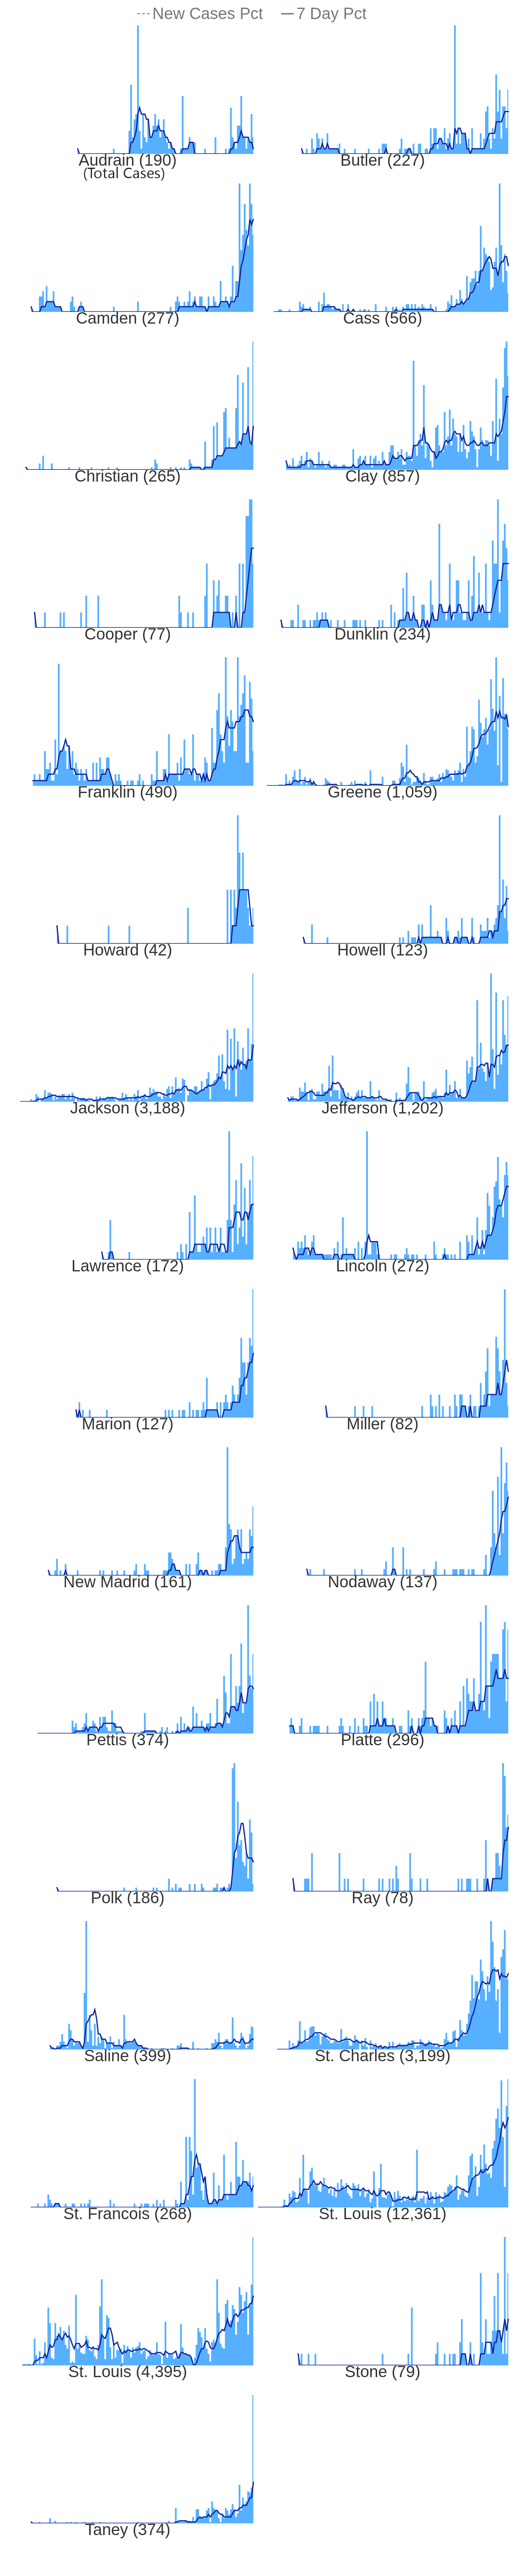 New Cases Pct 7 Day Pct
Audrain (190) Butler (227)
(Total Cases)
Camden (277) Cass (566)
Christian (265) Clay (857)
Cooper (77) Dunklin (234)
Franklin (490) Greene (1,059)
Howard (42) Howell (123)
Jackson (3,188) Jefferson (1,202)
Lawrence (172) Lincoln (272)
Marion (127) Miller (82)
New Madrid (161) Nodaway (137)
Pettis (374) Platte (296)
Polk (186) Ray (78)
Saline (399) St. Charles (3,199)
St. Francois (268) St. Louis (12,361)
St. Louis (4,395) Stone (79)
Taney (374)